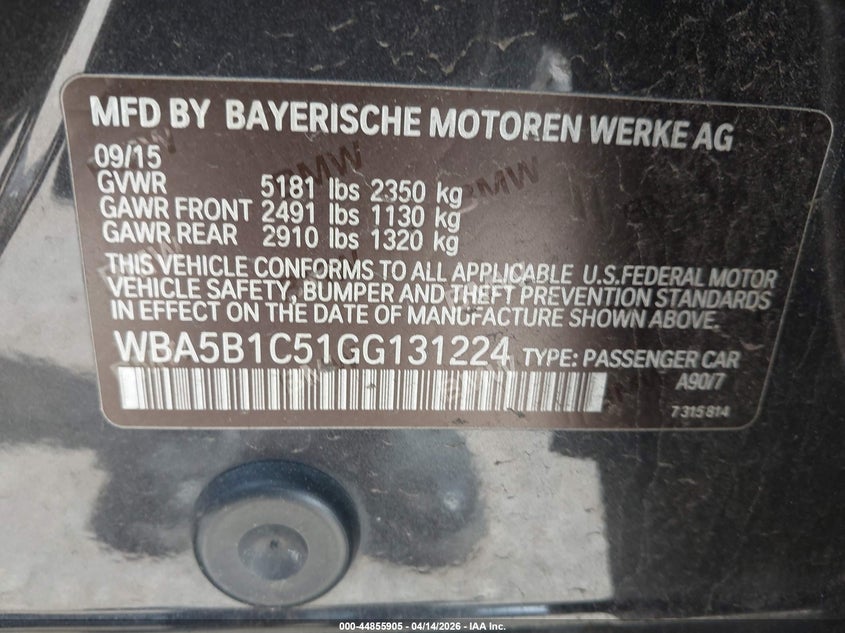 MFD BY BAYERISCHE MOTOREN WERKE AG
09/15
GVWR 5181 lbs 2350 kg
GAWR FRONT 2491 lbs 1130 kg
GAWR REAR 2910 lbs 1320 kg
THIS VEHICLE CONFORMS TO ALL APPLICABLE U.S.FEDERAL MOTOR
VEHICLE SAFETY, BUMPER AND THEFT PREVENTION STANDARDS
IN EFFECT ON THE DATE OF MANUFACTURE SHOWN ABOVE.
WBA5B1C51GG131224 TYPE: PASSENGER CAR
A90/7
7 315 814
000-44855905 - 04/14/2026 - IAA Inc.